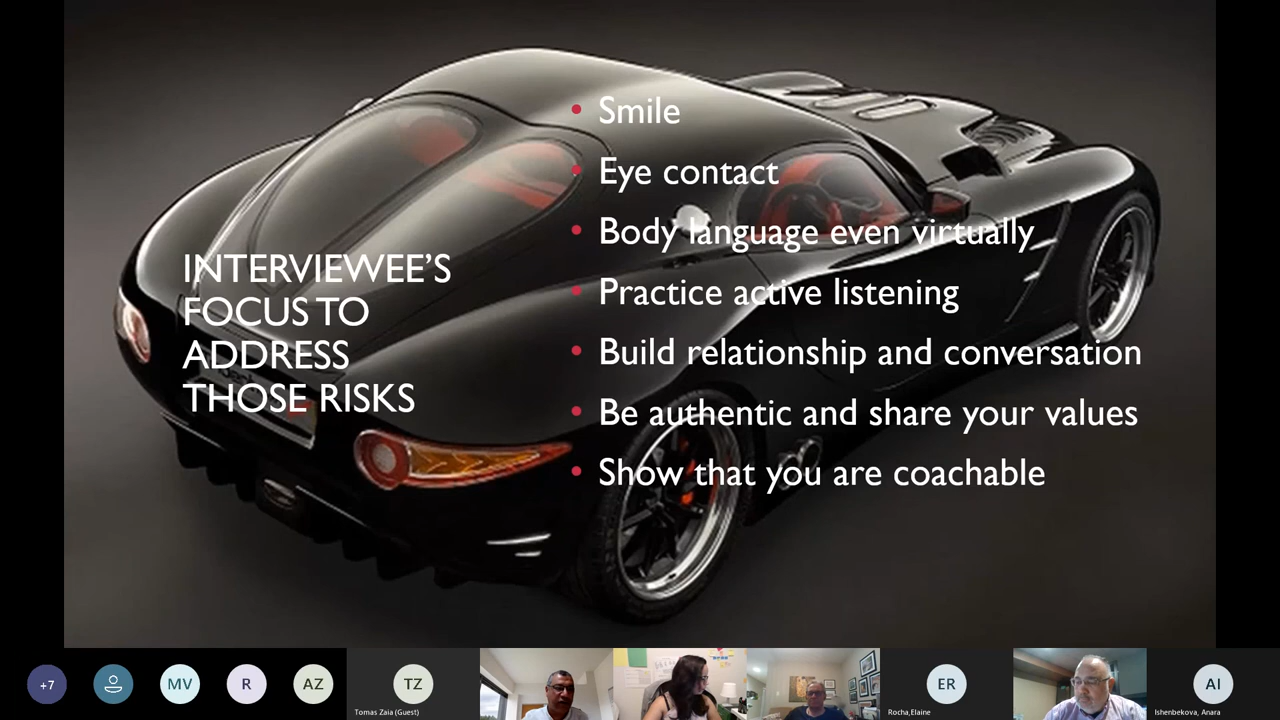 INTERVIEWEE'S
FOCUS TO
ADDRESS
THOSE RISKS
• Smile
• Eye contact
• Body language even virtually
• Practice active listening
• Build relationship and conversation
• Be authentic and share your values
• Show that you are coachable
+7
MV
R
AZ
TZ
Tomas Zaia (Guest)
ER
Rocha,Elaine
AI
Ishenbekova, Anara